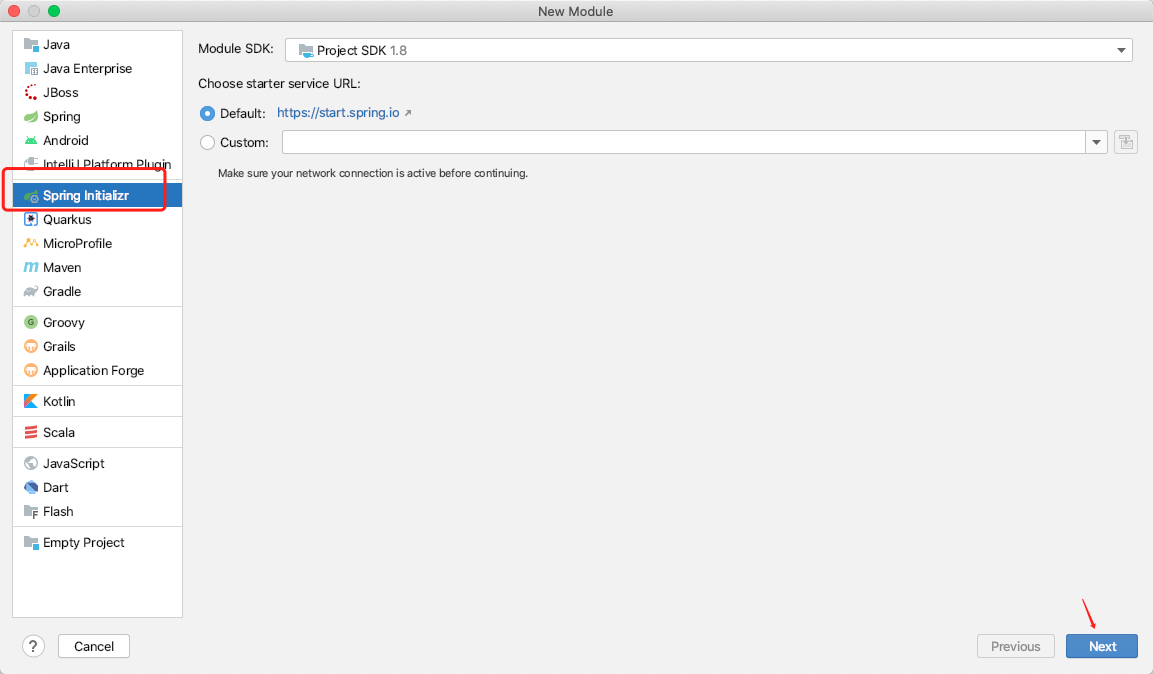 New Module
Java
Java Enterprise
JBoss
Spring
Android
IntelliJ Platform Plugin
Spring Initializr
Quarkus
MicroProfile
m Maven
Gradle
G Groovy
Grails
Application Forge
Kotlin
Scala
JavaScript
Dart
F Flash
Empty Project
Module SDK: Project SDK 1.8
Choose starter service URL:
Default: https://start.spring.io ↗
Custom:
Make sure your network connection is active before continuing.
? Cancel Previous Next